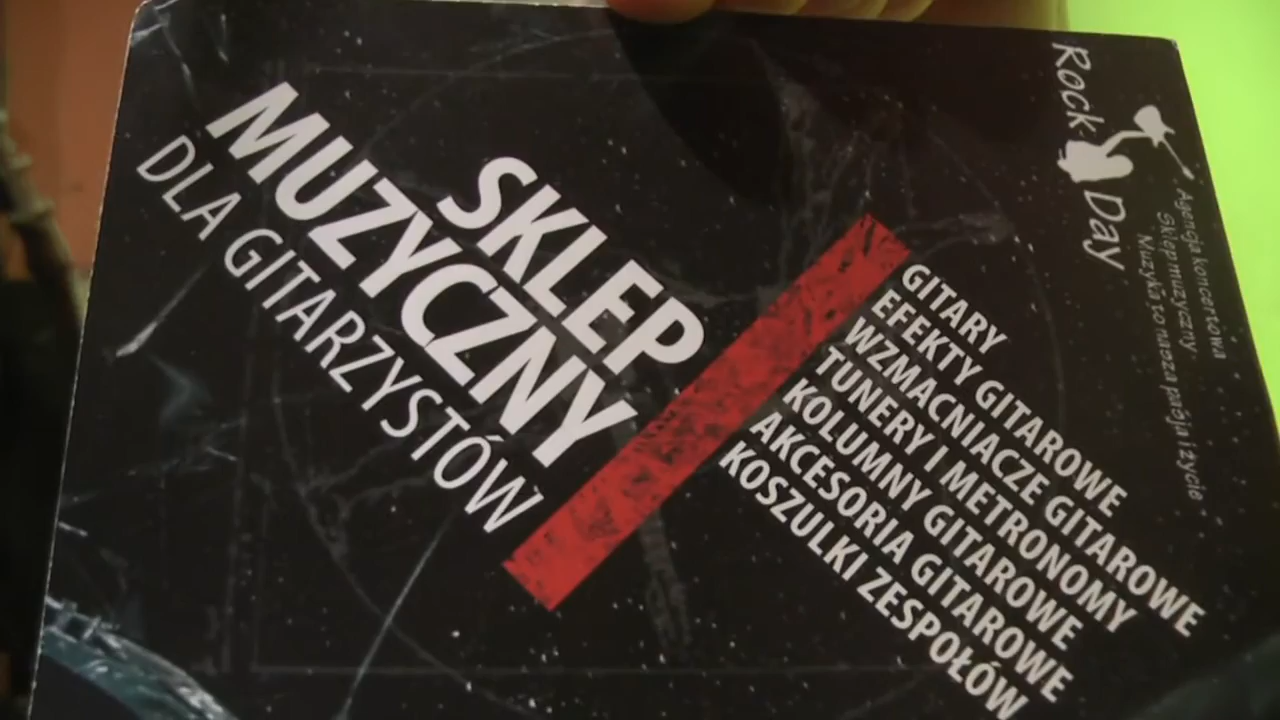 SKLEP
MUZYCZNY
DLA GITARZYSTÓW
GITARY
EFEKTY GITAROWE
WZMACNIACZE GITAROWE
TUNERY I METRONOMY
KOLUMNY GITAROWE
AKCESORIA GITAROWE
KOSZULKI ZESPOŁÓW
Rock Day
Agencja koncertowa
Sklep muzyczny
Muzyka to nasza pasja i życie